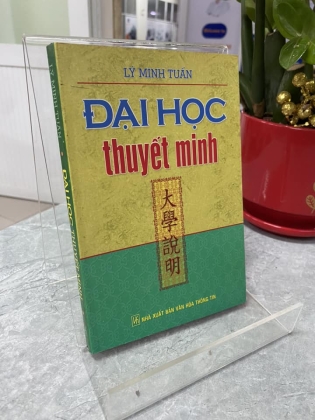 LÝ MINH TUẤN
ĐẠI HỌC
thuyết minh
大學說明
NHÀ XUẤT BẢN VĂN HÓA THÔNG TIN